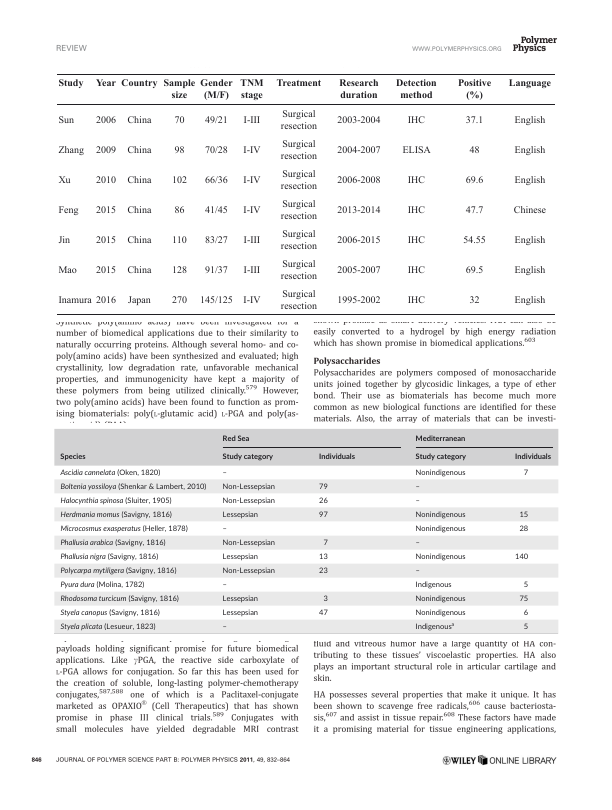 REVIEW
WWW.POLYMERPHYSICS.ORG
Polymer
Physics
Study Year Country Sample size Gender (M/F) TNM stage Treatment Research duration Detection method Positive (%) Language
Sun 2006 China 70 49/21 I-III Surgical resection 2003-2004 IHC 37.1 English
Zhang 2009 China 98 70/28 I-IV Surgical resection 2004-2007 ELISA 48 English
Xu 2010 China 102 66/36 I-IV Surgical resection 2006-2008 IHC 69.6 English
Feng 2015 China 86 41/45 I-IV Surgical resection 2013-2014 IHC 47.7 Chinese
Jin 2015 China 110 83/27 I-III Surgical resection 2006-2015 IHC 54.55 English
Mao 2015 China 128 91/37 I-III Surgical resection 2005-2007 IHC 69.5 English
Inamura 2016 Japan 270 145/125 I-IV Surgical resection 1995-2002 IHC 32 English
Synthetic poly(amino acids) have been investigated for a
number of biomedical applications due to their similarity to
naturally occurring proteins. Although several homo- and co-
poly(amino acids) have been synthesized and evaluated; high
crystallinity, low degradation rate, unfavorable mechanical
properties, and immunogenicity have kept a majority of
these polymers from being utilized clinically.579 However,
two poly(amino acids) have been found to function as prom-
ising biomaterials: poly(L-glutamic acid) L-PGA and poly(as-
easily converted to a hydrogel by high energy radiation
which has shown promise in biomedical applications.603
Polysaccharides
Polysaccharides are polymers composed of monosaccharide
units joined together by glycosidic linkages, a type of ether
bond. Their use as biomaterials has become much more
common as new biological functions are identified for these
materials. Also, the array of materials that can be investi-
Red Sea Mediterranean
Species Study category Individuals Study category Individuals
Ascidia cannelata (Oken, 1820) – Nonindigenous 7
Boltenia yossiloya (Shenkar & Lambert, 2010) Non-Lessepsian 79 –
Halocynthia spinosa (Sluiter, 1905) Non-Lessepsian 26 –
Herdmania momus (Savigny, 1816) Lessepsian 97 Nonindigenous 15
Microcosmus exasperatus (Heller, 1878) – Nonindigenous 28
Phallusia arabica (Savigny, 1816) Non-Lessepsian 7 –
Phallusia nigra (Savigny, 1816) Lessepsian 13 Nonindigenous 140
Polycarpa mytiligera (Savigny, 1816) Non-Lessepsian 23 –
Pyura dura (Molina, 1782) – Indigenous 5
Rhodosoma turcicum (Savigny, 1816) Lessepsian 3 Nonindigenous 75
Styela canopus (Savigny, 1816) Lessepsian 47 Nonindigenous 6
Styela plicata (Lesueur, 1823) – Indigenousa 5
payloads holding significant promise for future biomedical
applications. Like γPGA, the reactive side carboxylate of
L-PGA allows for conjugation. So far this has been used for
the creation of soluble, long-lasting polymer-chemotherapy
conjugates,587,588 one of which is a Paclitaxel-conjugate
marketed as OPAXIO® (Cell Therapeutics) that has shown
promise in phase III clinical trials.589 Conjugates with
small molecules have yielded degradable MRI contrast
fluid and vitreous humor have a large quantity of HA con-
tributing to these tissues' viscoelastic properties. HA also
plays an important structural role in articular cartilage and
skin.
HA possesses several properties that make it unique. It has
been shown to scavenge free radicals,606 cause bacteriosta-
sis,607 and assist in tissue repair.608 These factors have made
it a promising material for tissue engineering applications,
846 JOURNAL OF POLYMER SCIENCE PART B: POLYMER PHYSICS 2011, 49, 832–864
WILEY ONLINE LIBRARY